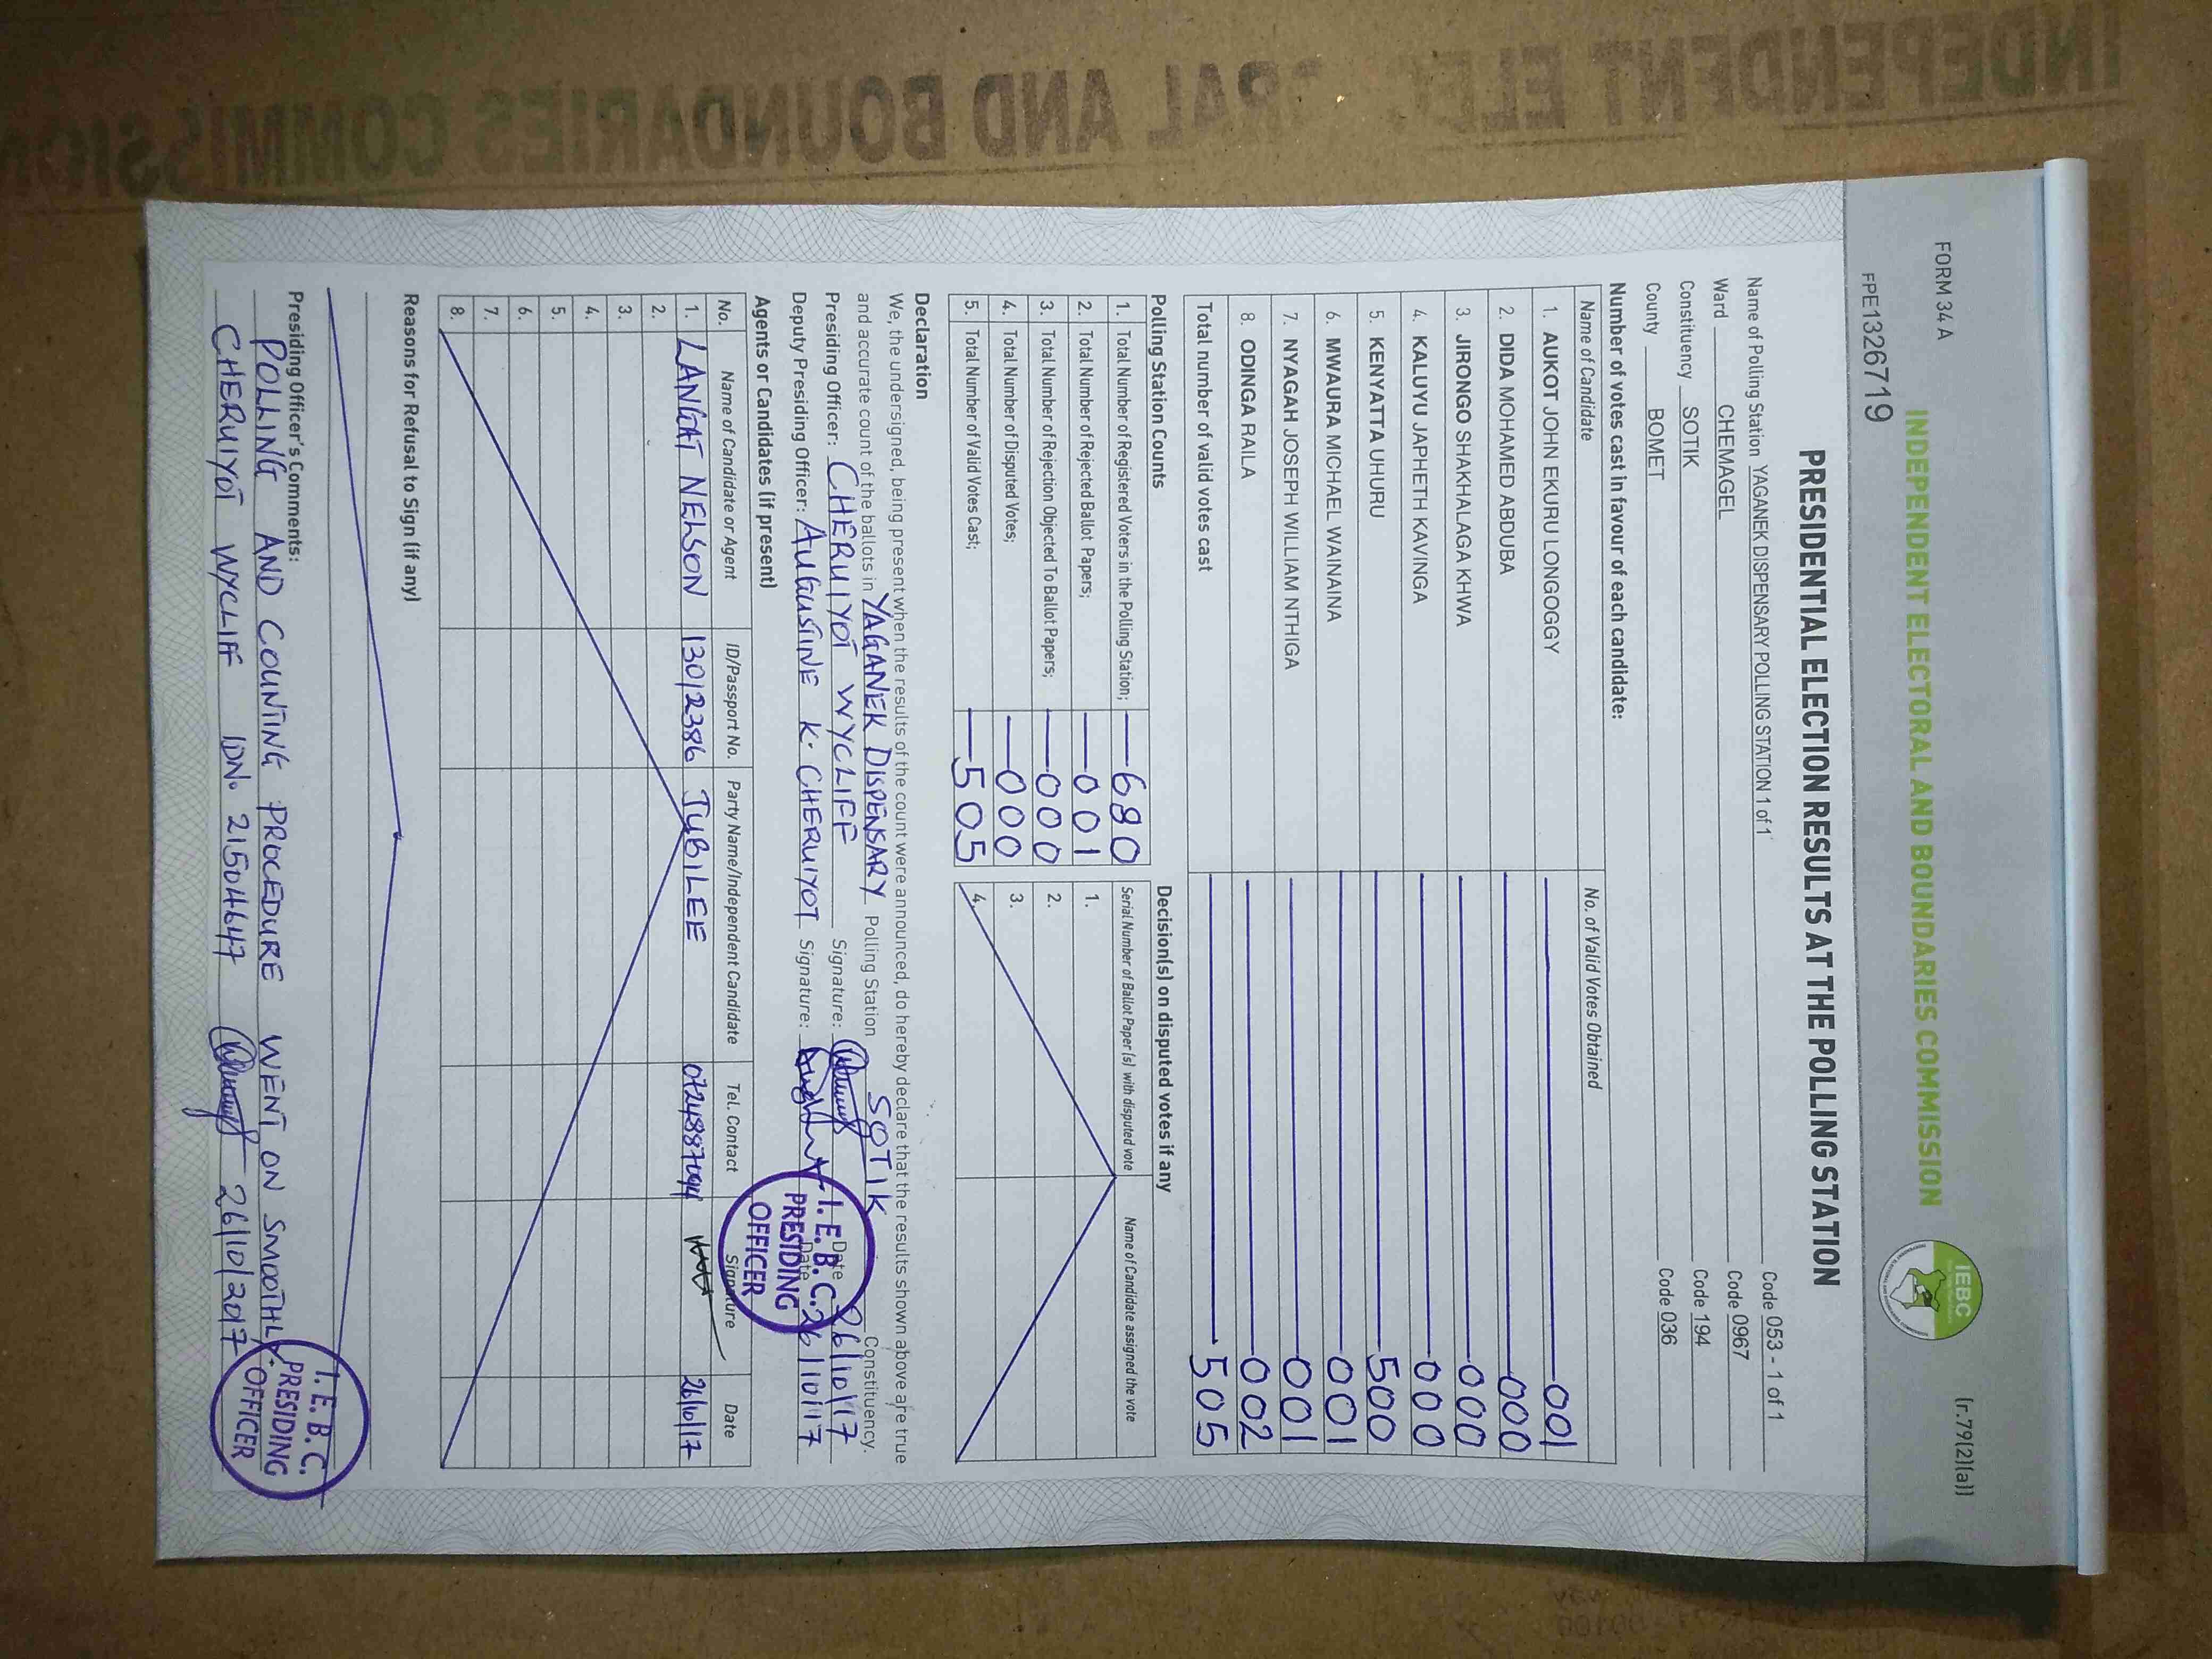 INDEPENDENT ELE RAL AND BOUNDARIES COMMISSION
FORM 34 A
(r.79(2)(a))
INDEPENDENT ELECTORAL AND BOUNDARIES COMMISSION
IEBC
FPE1326719
PRESIDENTIAL ELECTION RESULTS AT THE POLLING STATION
Name of Polling Station YAGANEK DISPENSARY POLLING STATION 1 of 1 Code 053 - 1 of 1
Ward CHEMAGEL Code 0967
Constituency SOTIK Code 194
County BOMET Code 036
Number of votes cast in favour of each candidate:
Name of Candidate No. of Valid Votes Obtained
1. AUKOT JOHN EKURU LONGOGGY 001
2. DIDA MOHAMED ABDUBA 000
3. JIRONGO SHAKHALAGA KHWA 000
4. KALUYU JAPHETH KAVINGA 000
5. KENYATTA UHURU 500
6. MWAURA MICHAEL WAINAINA 001
7. NYAGAH JOSEPH WILLIAM NTHIGA 001
8. ODINGA RAILA 002
Total number of valid votes cast 505
Polling Station Counts
1. Total Number of Registered Voters in the Polling Station; 680
2. Total Number of Rejected Ballot Papers; 001
3. Total Number of Rejection Objected To Ballot Papers; 000
4. Total Number of Disputed Votes; 000
5. Total Number of Valid Votes Cast; 505
Decision(s) on disputed votes if any
Serial Number of Ballot Paper (s) with disputed vote Name of Candidate assigned the vote
1.
2.
3.
4.
Declaration
We, the undersigned, being present when the results of the count were announced, do hereby declare that the results shown above are true
and accurate count of the ballots in YAGANEK DISPENSARY Polling Station SOTIK Constituency.
Presiding Officer: CHERUIYOT WYCLIFF Signature: Date 26/10/17
Deputy Presiding Officer: AUGUSTINE K. CHERUIYOT Signature: Date 26/10/17
I. E. B. C.
PRESIDING
OFFICER
Agents or Candidates (if present)
No. Name of Candidate or Agent ID/Passport No. Party Name/Independent Candidate Tel. Contact Signature Date
1. LANGAT NELSON 13012386 JUBILEE 26/10/17
2.
3.
4.
5.
6.
7.
8.
Reasons for Refusal to Sign (if any)
Presiding Officer's Comments:
POLLING AND COUNTING PROCEDURE WENT ON SMOOTHLY.
CHERUIYOT WYCLIFF IDN. 21504647 26/10/2017
I. E. B. C.
PRESIDING
OFFICER